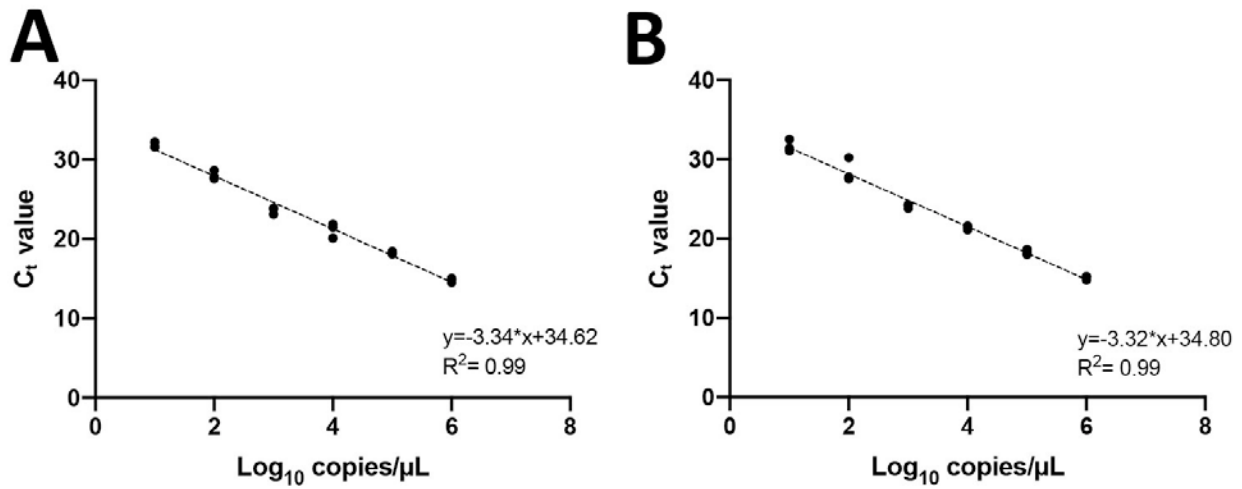 A
40
30
20
10
0
Cₜ value
0 2 4 6 8
Log₁₀ copies/µL
y=-3.34*x+34.62
R²= 0.99
B
40
30
20
10
0
Cₜ value
0 2 4 6 8
Log₁₀ copies/µL
y=-3.32*x+34.80
R²= 0.99